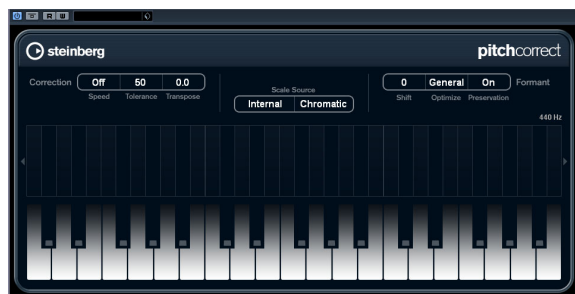 R W
steinberg
pitchcorrect
Correction Off 50 0.0
Speed Tolerance Transpose
Scale Source
Internal Chromatic
0 General On Formant
Shift Optimize Preservation
440 Hz